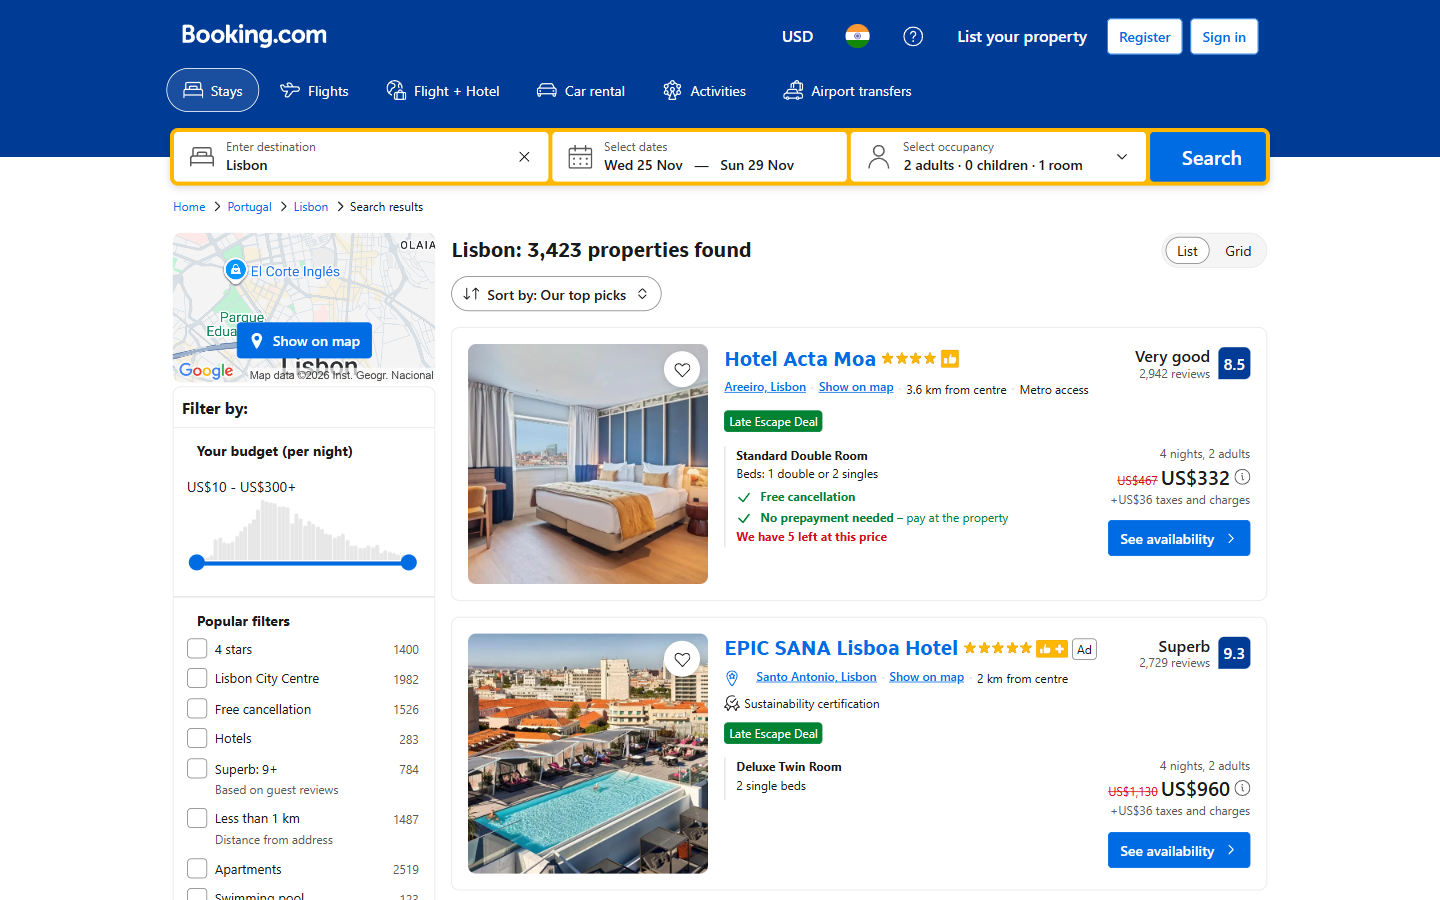 Booking.com
USD
List your property
Register
Sign in
Stays
Flights
Flight + Hotel
Car rental
Activities
Airport transfers
Enter destination
Lisbon
Select dates
Wed 25 Nov — Sun 29 Nov
Select occupancy
2 adults · 0 children · 1 room
Search
Home > Portugal > Lisbon > Search results
OLAIA
El Corte Inglés
Parque
Edua
Show on map
Lisbon
Google
Map data ©2026 Inst. Geogr. Nacional
Filter by:
Your budget (per night)
US$10 - US$300+
Popular filters
4 stars 1400
Lisbon City Centre 1982
Free cancellation 1526
Hotels 283
Superb: 9+ 784
Based on guest reviews
Less than 1 km 1487
Distance from address
Apartments 2519
Swimming pool 123
Lisbon: 3,423 properties found
List
Grid
Sort by: Our top picks
Hotel Acta Moa
Very good
2,942 reviews
8.5
Areeiro, Lisbon · Show on map · 3.6 km from centre · Metro access
Late Escape Deal
Standard Double Room
Beds: 1 double or 2 singles
Free cancellation
No prepayment needed – pay at the property
We have 5 left at this price
4 nights, 2 adults
US$467 US$332
+US$36 taxes and charges
See availability
EPIC SANA Lisboa Hotel
Ad
Superb
2,729 reviews
9.3
Santo Antonio, Lisbon · Show on map · 2 km from centre
Sustainability certification
Late Escape Deal
Deluxe Twin Room
2 single beds
4 nights, 2 adults
US$1,130 US$960
+US$36 taxes and charges
See availability